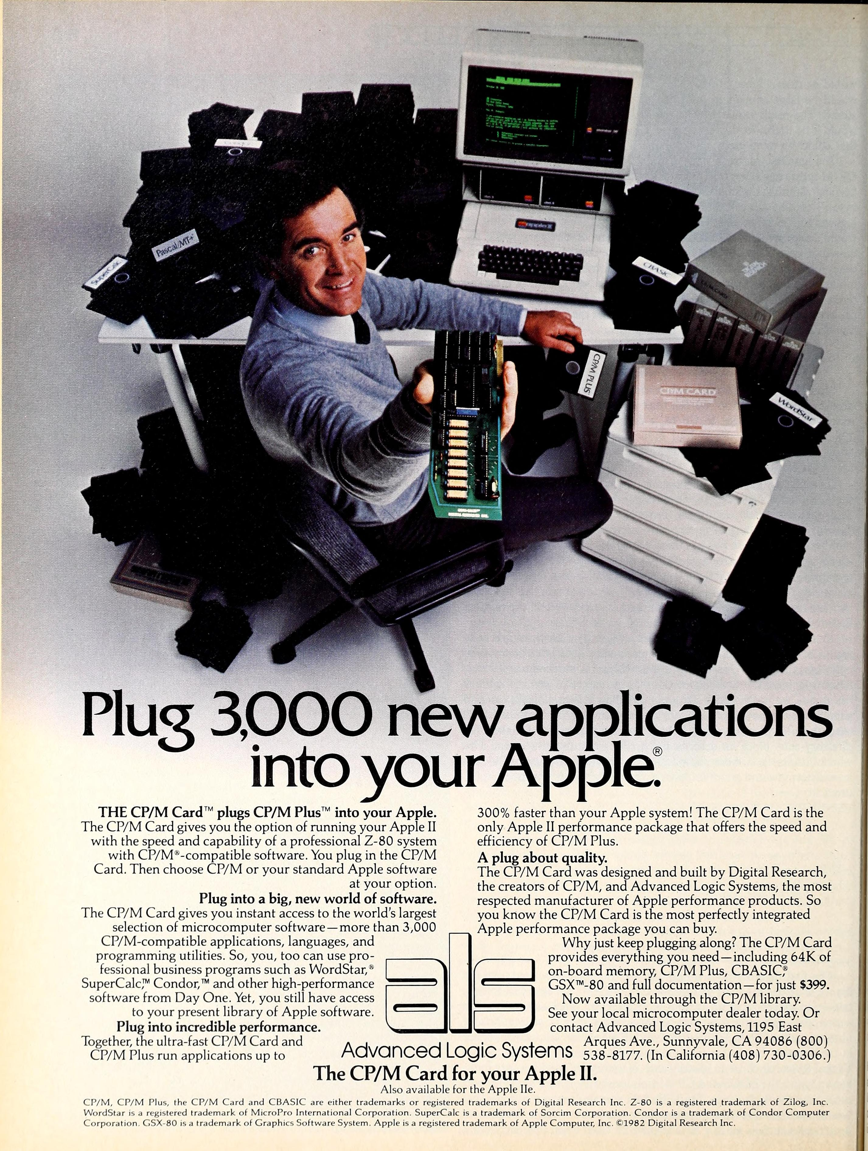 SuperCalc
Pascal/MT+
CBASIC
CP/M PLUS
CP/M CARD
WordStar
Plug 3,000 new applications
into your Apple.®
THE CP/M Card™ plugs CP/M Plus™ into your Apple.
The CP/M Card gives you the option of running your Apple II
with the speed and capability of a professional Z-80 system
with CP/M®-compatible software. You plug in the CP/M
Card. Then choose CP/M or your standard Apple software
at your option.
Plug into a big, new world of software.
The CP/M Card gives you instant access to the world's largest
selection of microcomputer software—more than 3,000
CP/M-compatible applications, languages, and
programming utilities. So, you, too can use pro-
fessional business programs such as WordStar,®
SuperCalc,™ Condor,™ and other high-performance
software from Day One. Yet, you still have access
to your present library of Apple software.
Plug into incredible performance.
Together, the ultra-fast CP/M Card and
CP/M Plus run applications up to
300% faster than your Apple system! The CP/M Card is the
only Apple II performance package that offers the speed and
efficiency of CP/M Plus.
A plug about quality.
The CP/M Card was designed and built by Digital Research,
the creators of CP/M, and Advanced Logic Systems, the most
respected manufacturer of Apple performance products. So
you know the CP/M Card is the most perfectly integrated
Apple performance package you can buy.
Why just keep plugging along? The CP/M Card
provides everything you need—including 64K of
on-board memory, CP/M Plus, CBASIC,®
GSX™-80 and full documentation—for just $399.
Now available through the CP/M library.
See your local microcomputer dealer today. Or
contact Advanced Logic Systems, 1195 East
Arques Ave., Sunnyvale, CA 94086 (800)
538-8177. (In California (408) 730-0306.)
als
Advanced Logic Systems
The CP/M Card for your Apple II.
Also available for the Apple IIe.
CP/M, CP/M Plus, the CP/M Card and CBASIC are either trademarks or registered trademarks of Digital Research Inc. Z-80 is a registered trademark of Zilog, Inc.
WordStar is a registered trademark of MicroPro International Corporation. SuperCalc is a trademark of Sorcim Corporation. Condor is a trademark of Condor Computer
Corporation. GSX-80 is a trademark of Graphics Software System. Apple is a registered trademark of Apple Computer, Inc. ©1982 Digital Research Inc.